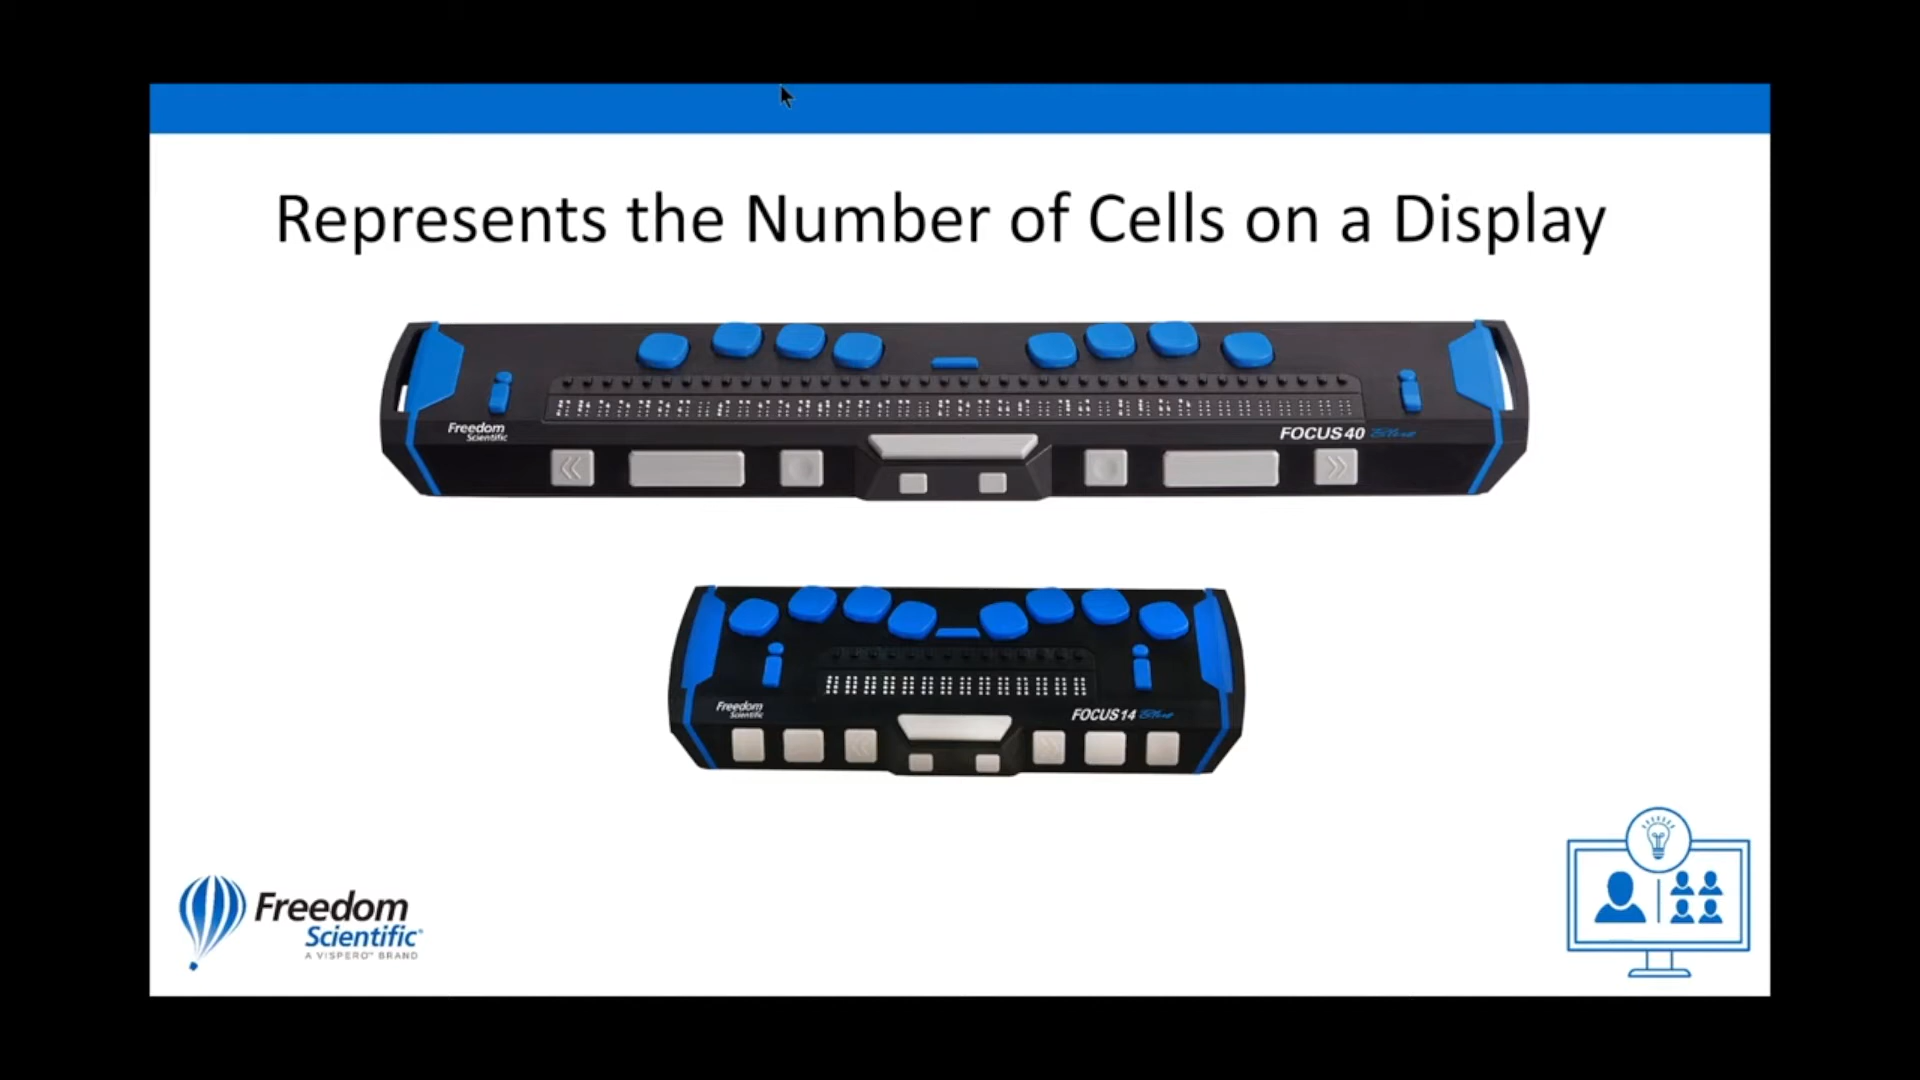 Represents the Number of Cells on a Display
Freedom
Scientific
FOCUS 40 Blue
Freedom
Scientific
FOCUS 14 Blue
Freedom
Scientific®
A VISPERO™ BRAND